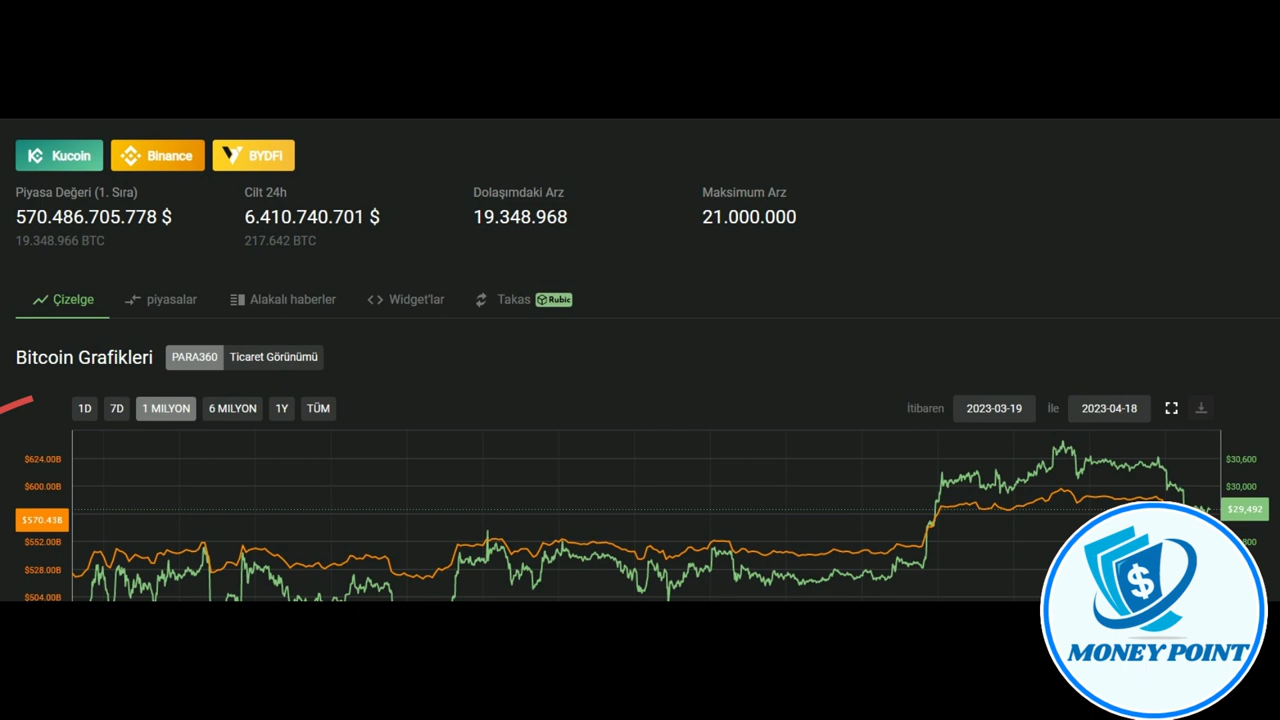 Kucoin Binance BYDFi
Piyasa Değeri (1. Sıra) Cilt 24h Dolaşımdaki Arz Maksimum Arz
570.486.705.778 $ 6.410.740.701 $ 19.348.968 21.000.000
19.348.966 BTC 217.642 BTC
Çizelge piyasalar Alakalı haberler Widget'lar Takas Rubic
Bitcoin Grafikleri PARA360 Ticaret Görünümü
1D 7D 1 MILYON 6 MILYON 1Y TÜM İtibaren 2023-03-19 İle 2023-04-18
$624.00B $30,600
$600.00B $30,000
$570.43B $29,492
$552.00B 800
$528.00B
$504.00B
$
MONEY POINT